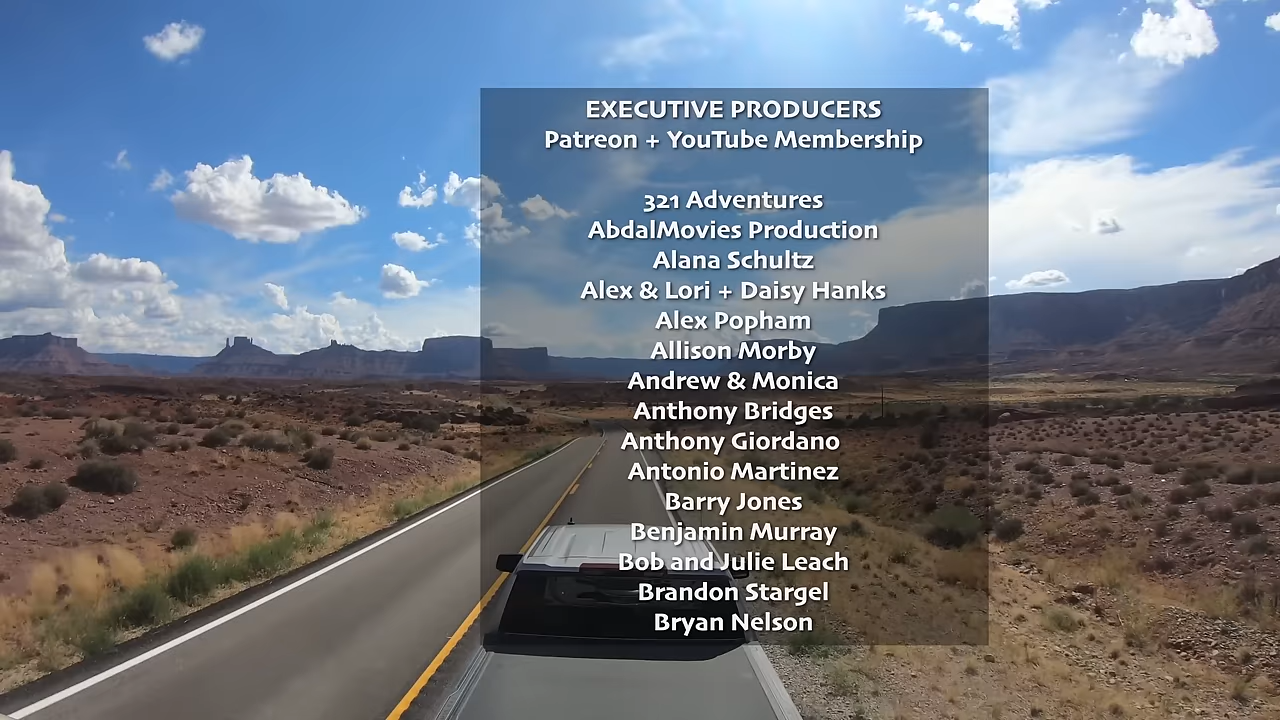 EXECUTIVE PRODUCERS
Patreon + YouTube Membership
321 Adventures
AbdalMovies Production
Alana Schultz
Alex & Lori + Daisy Hanks
Alex Popham
Allison Morby
Andrew & Monica
Anthony Bridges
Anthony Giordano
Antonio Martinez
Barry Jones
Benjamin Murray
Bob and Julie Leach
Brandon Stargel
Bryan Nelson